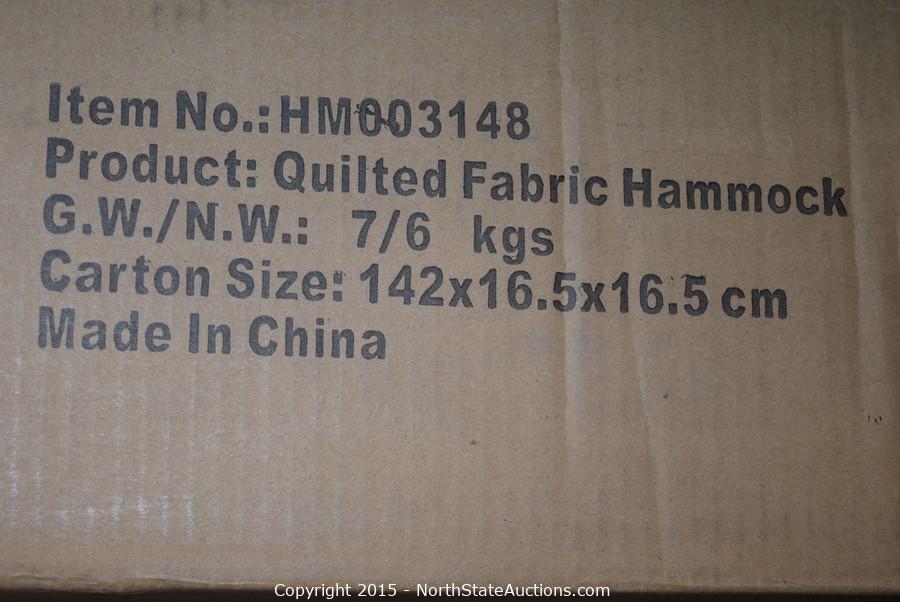 Item No.:HM003148
Product: Quilted Fabric Hammock
G.W./N.W.: 7/6 kgs
Carton Size: 142x16.5x16.5 cm
Made In China
Copyright 2015 - NorthStateAuctions.com